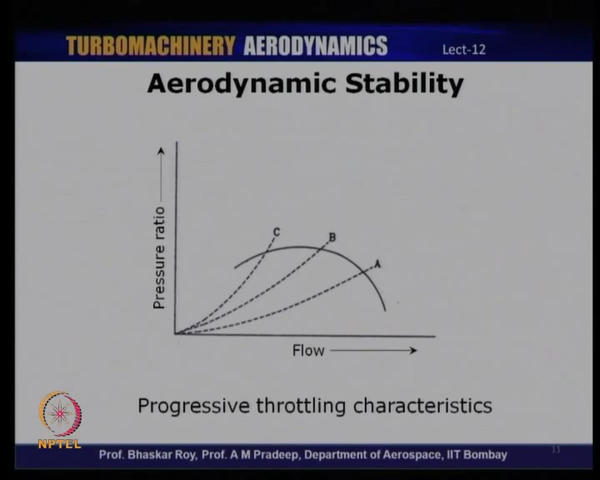 TURBOMACHINERY AERODYNAMICS
Lect-12
Aerodynamic Stability
C
B
A
Pressure ratio
Flow
Progressive throttling characteristics
NPTEL
11
Prof. Bhaskar Roy, Prof. A M Pradeep, Department of Aerospace, IIT Bombay